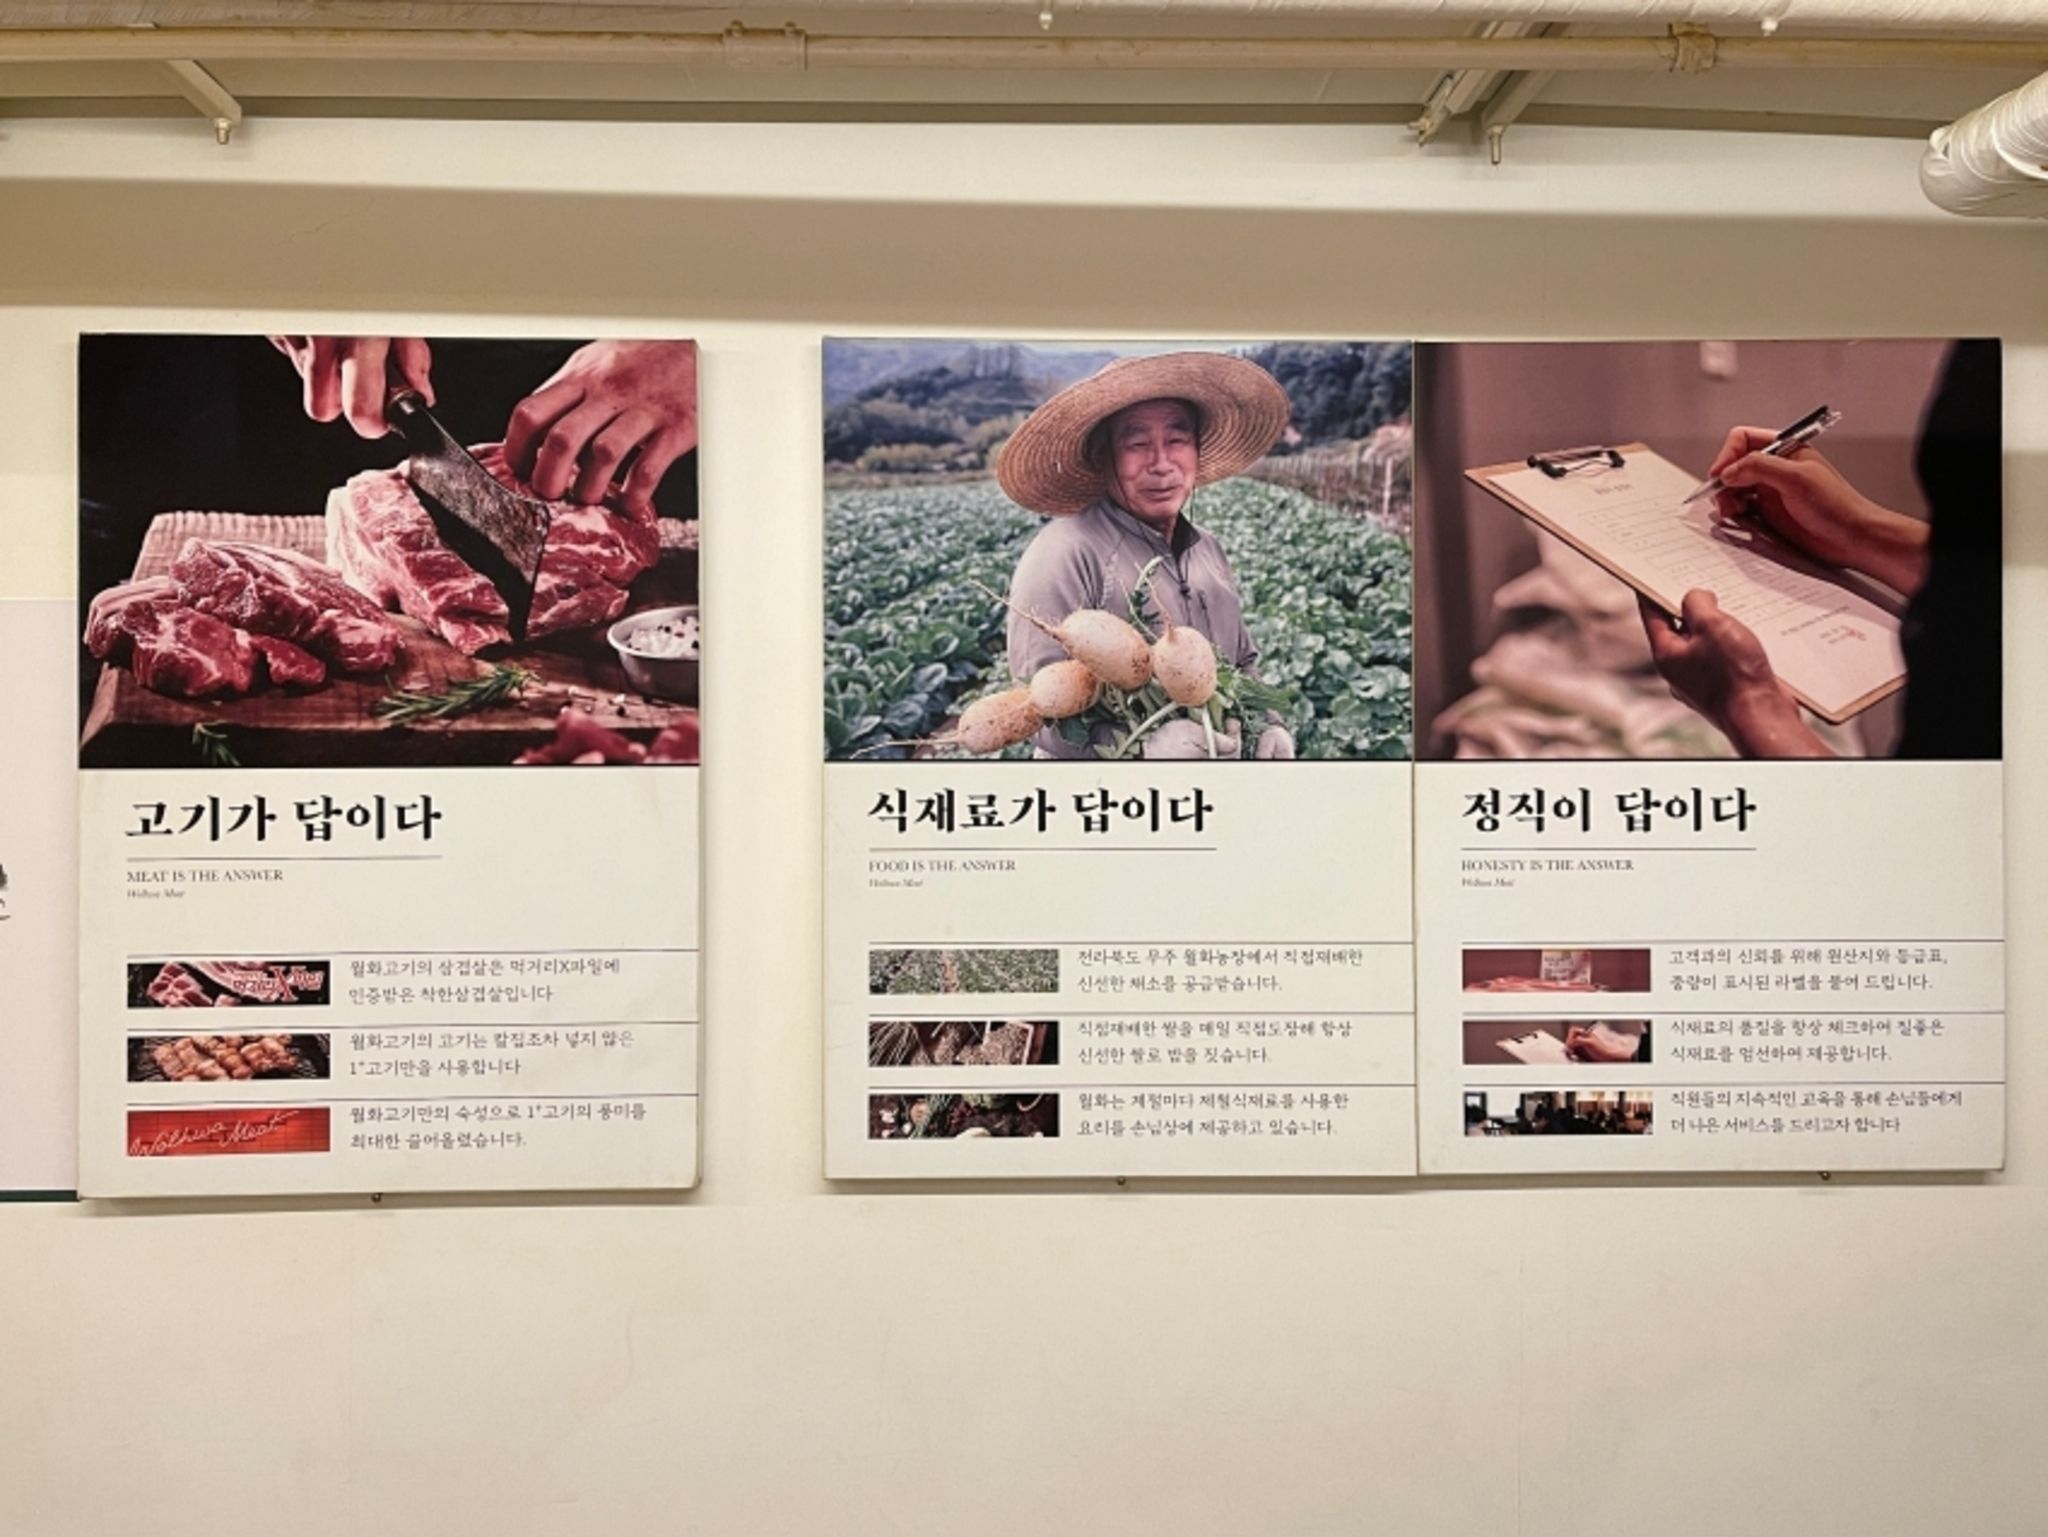 고기가 답이다
MEAT IS THE ANSWER
Wolhwa Meat
먹거리X파일
월화고기의 삼겹살은 먹거리X파일에
인증받은 착한삼겹살입니다
월화고기의 고기는 칼집조차 넣지 않은
1+고기만을 사용합니다
Wolhwa Meat
월화고기만의 숙성으로 1+고기의 풍미를
최대한 끌어올렸습니다.
식재료가 답이다
FOOD IS THE ANSWER
Wolhwa Meat
전라북도 무주 월화농장에서 직접재배한
신선한 채소를 공급받습니다.
직접재배한 쌀을 매일 직접도정해 항상
신선한 쌀로 밥을 짓습니다.
월화는 계절마다 제철식재료를 사용한
요리를 손님상에 제공하고 있습니다.
정직이 답이다
HONESTY IS THE ANSWER
Wolhwa Meat
고객과의 신뢰를 위해 원산지와 등급표,
중량이 표시된 라벨을 붙여 드립니다.
식재료의 품질을 항상 체크하여 질좋은
식재료를 엄선하여 제공합니다.
직원들의 지속적인 교육을 통해 손님들에게
더 나은 서비스를 드리고자 합니다